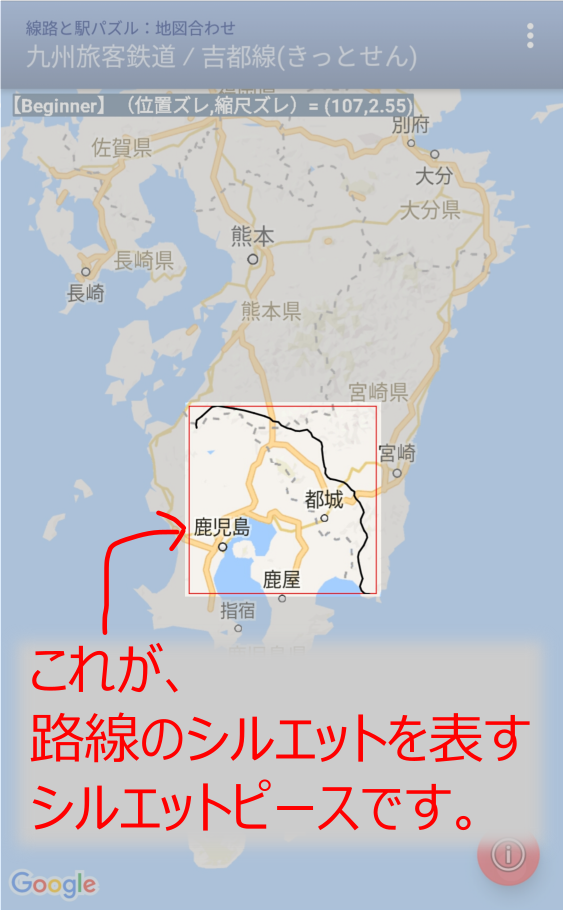 線路と駅パズル：地図合わせ
九州旅客鉄道 / 吉都線(きっとせん)
【Beginner】（位置ズレ,縮尺ズレ）= (107,2.55)
別府
佐賀県
大分
大分県
熊本
長崎県
長崎
熊本県
宮崎県
宮崎
都城
鹿児島
鹿屋
指宿
鹿児島県
これが、
路線のシルエットを表す
シルエットピースです。
Google